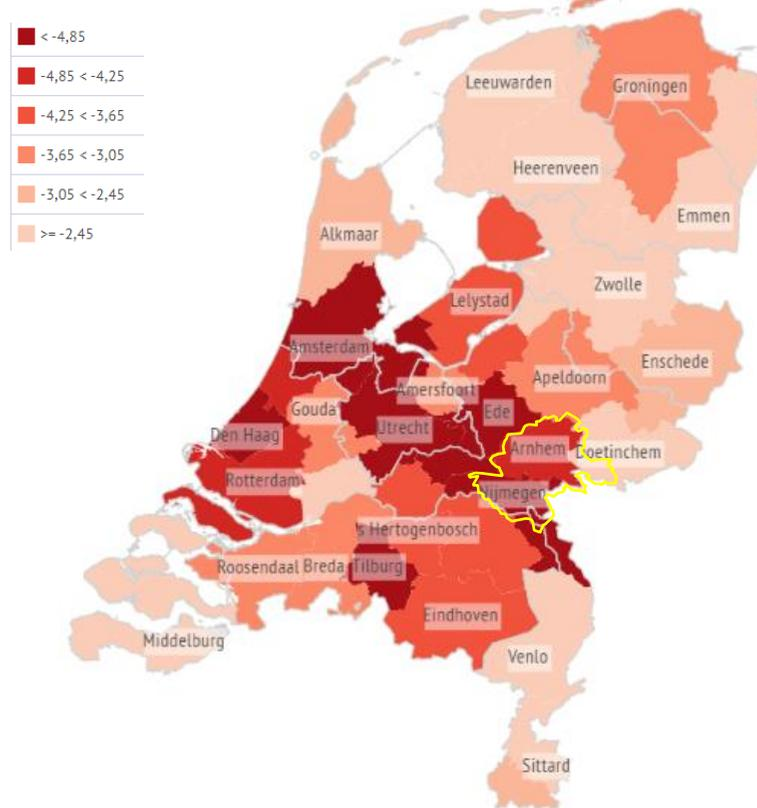 < -4,85
-4,85 < -4,25
-4,25 < -3,65
-3,65 < -3,05
-3,05 < -2,45
>= -2,45
Leeuwarden
Groningen
Heerenveen
Emmen
Alkmaar
Zwolle
Lelystad
Amsterdam
Enschede
Apeldoorn
Amersfoort
Gouda
Ede
Utrecht
Den Haag
Arnhem
Doetinchem
Rotterdam
Nijmegen
's Hertogenbosch
Roosendaal
Breda
Tilburg
Eindhoven
Middelburg
Venlo
Sittard